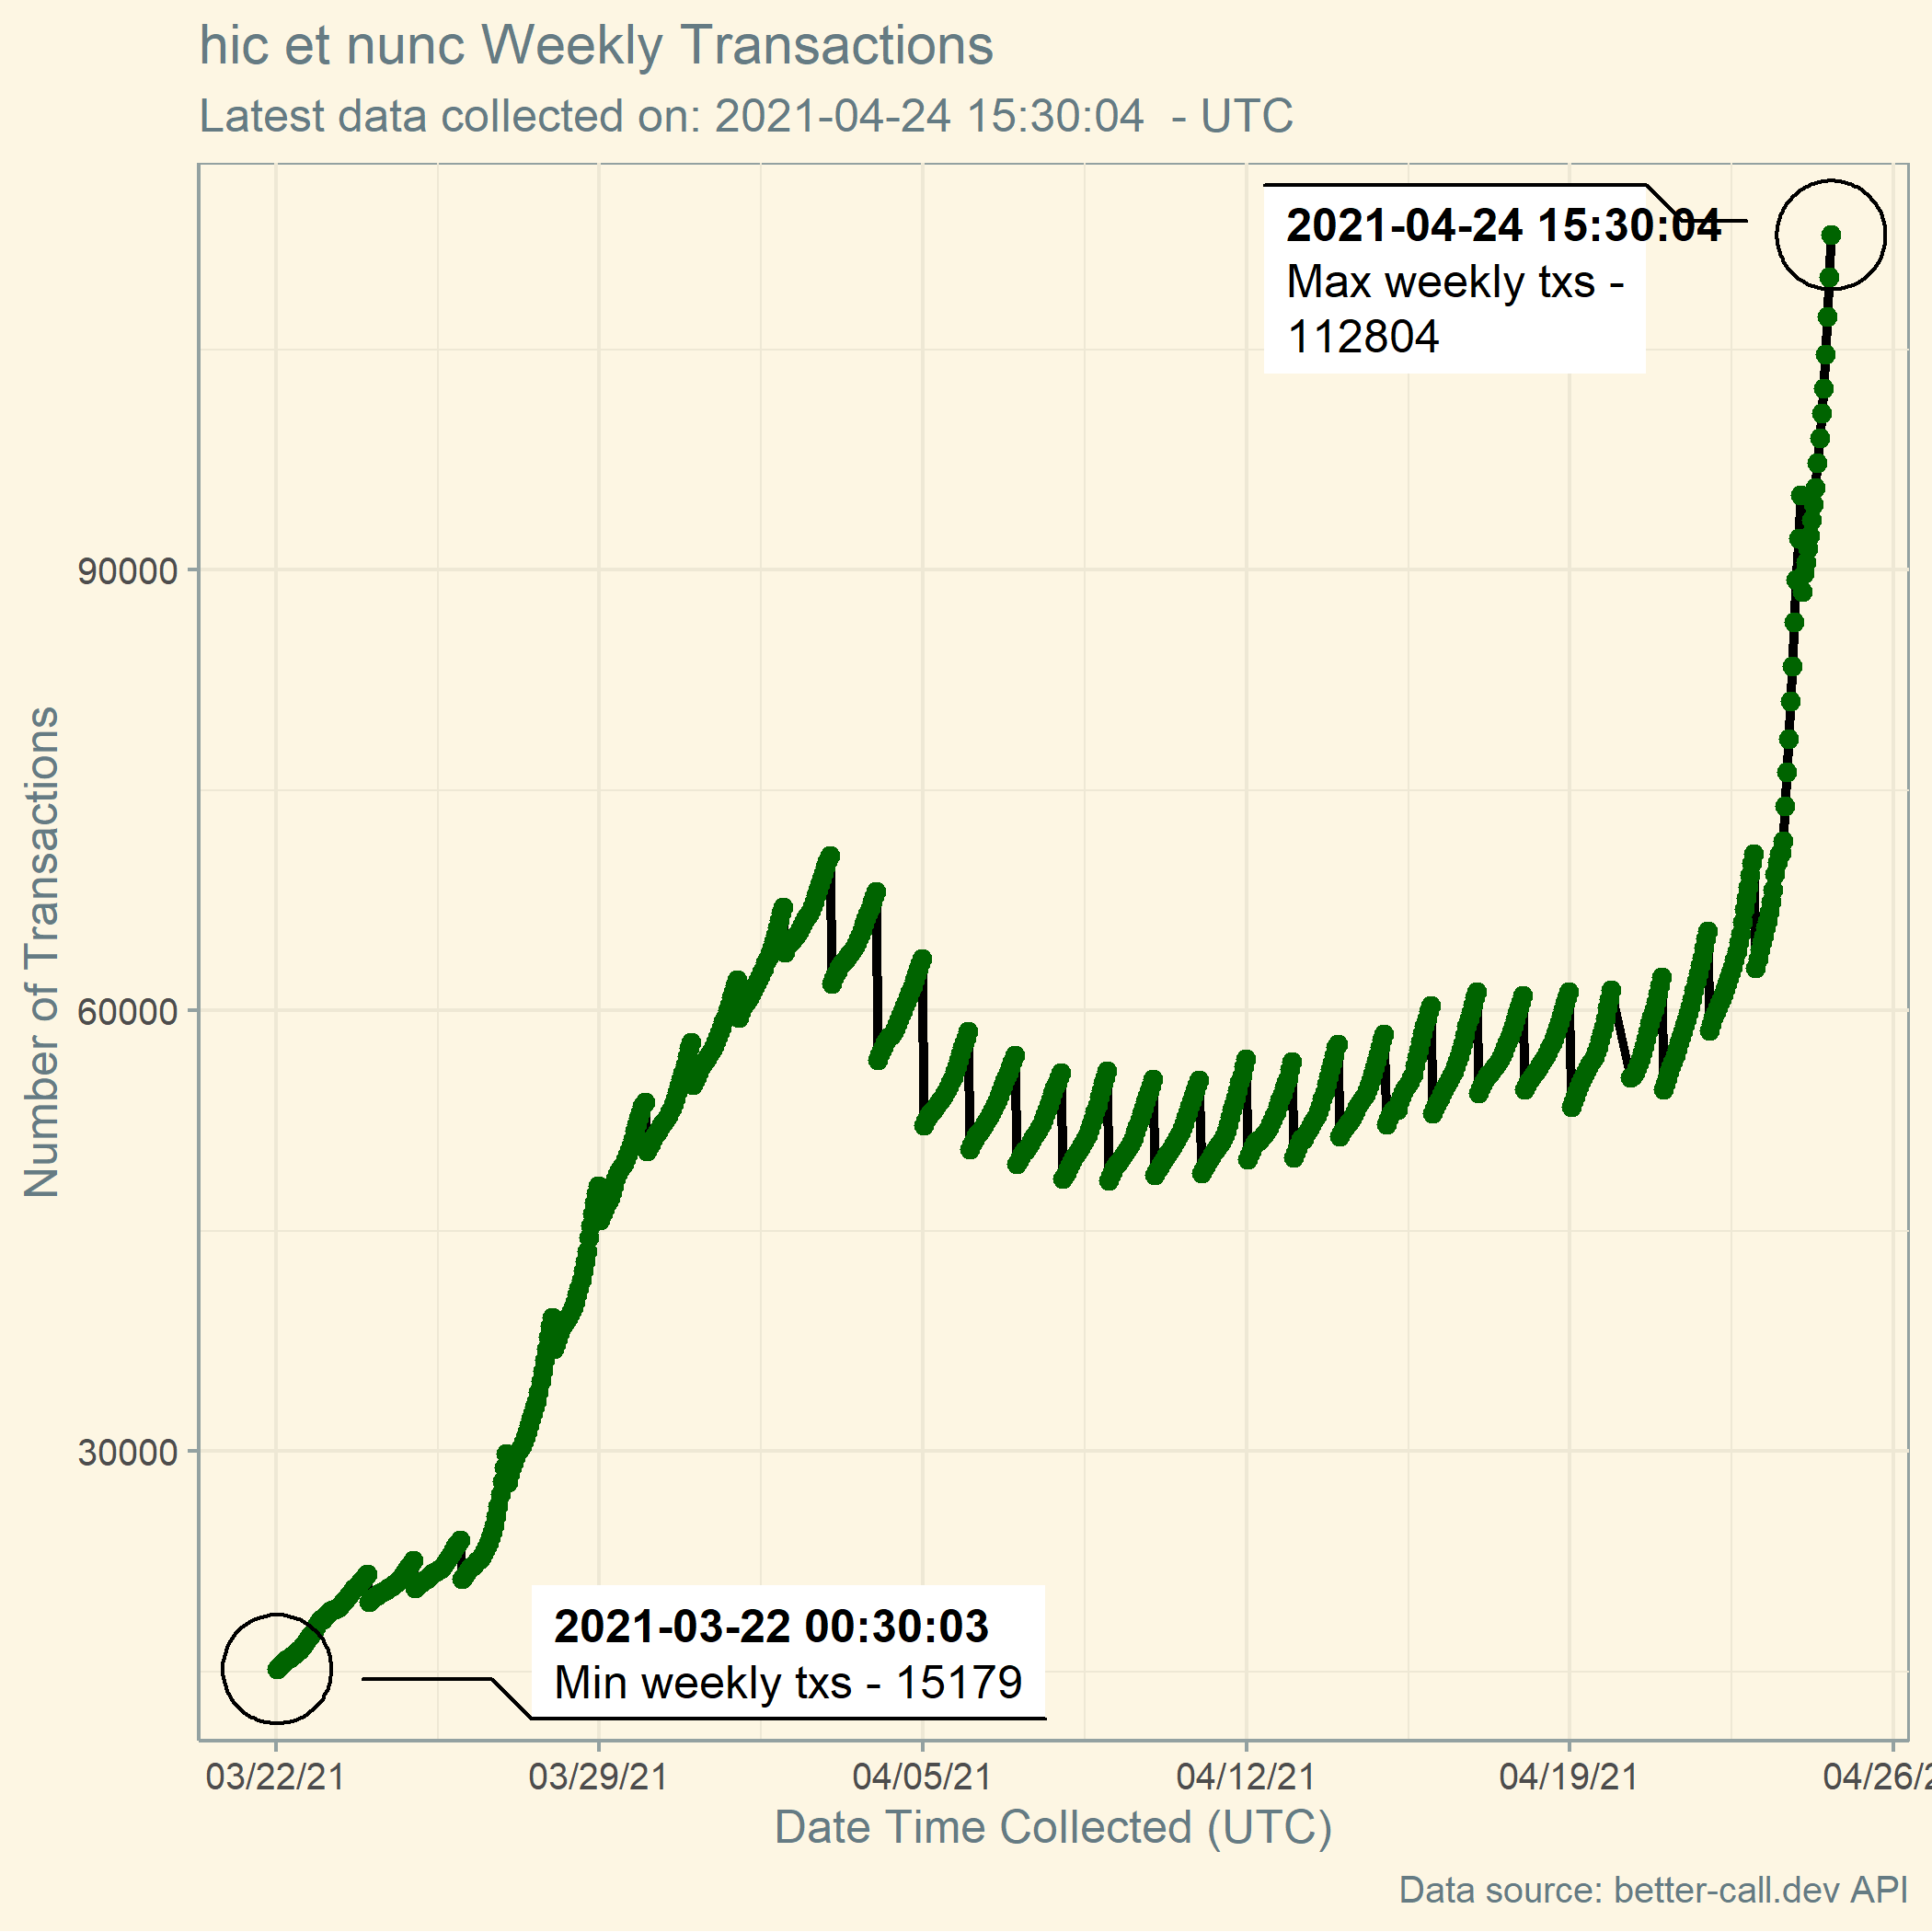 hic et nunc Weekly Transactions
Latest data collected on: 2021-04-24 15:30:04 - UTC
2021-04-24 15:30:04
Max weekly txs -
112804
90000
60000
30000
Number of Transactions
2021-03-22 00:30:03
Min weekly txs - 15179
03/22/21 03/29/21 04/05/21 04/12/21 04/19/21 04/26/2
Date Time Collected (UTC)
Data source: better-call.dev API